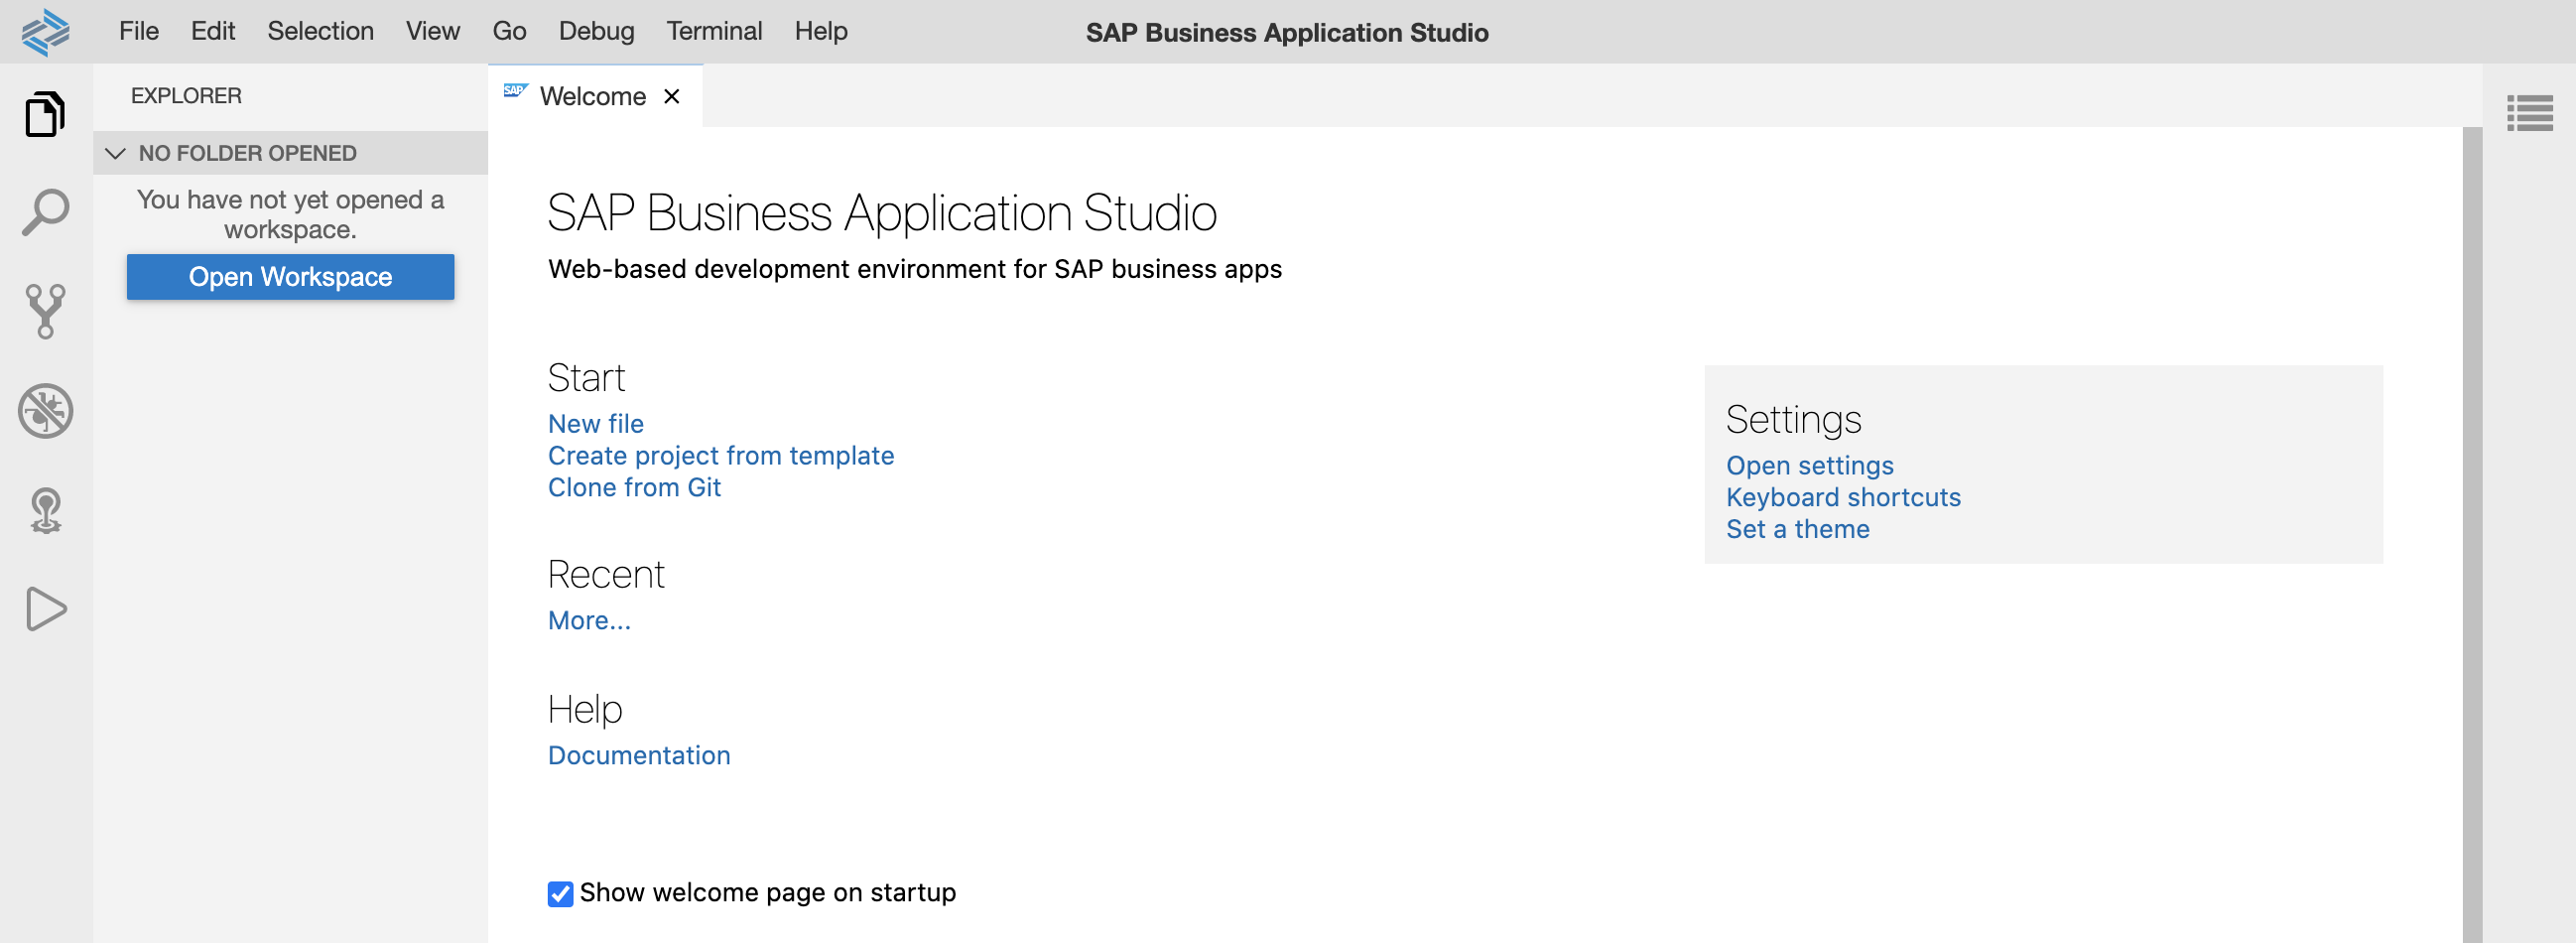 File Edit Selection View Go Debug Terminal Help
SAP Business Application Studio
EXPLORER
NO FOLDER OPENED
You have not yet opened a
workspace.
Open Workspace
SAP Welcome
SAP Business Application Studio
Web-based development environment for SAP business apps
Start
New file
Create project from template
Clone from Git
Recent
More...
Help
Documentation
Settings
Open settings
Keyboard shortcuts
Set a theme
Show welcome page on startup